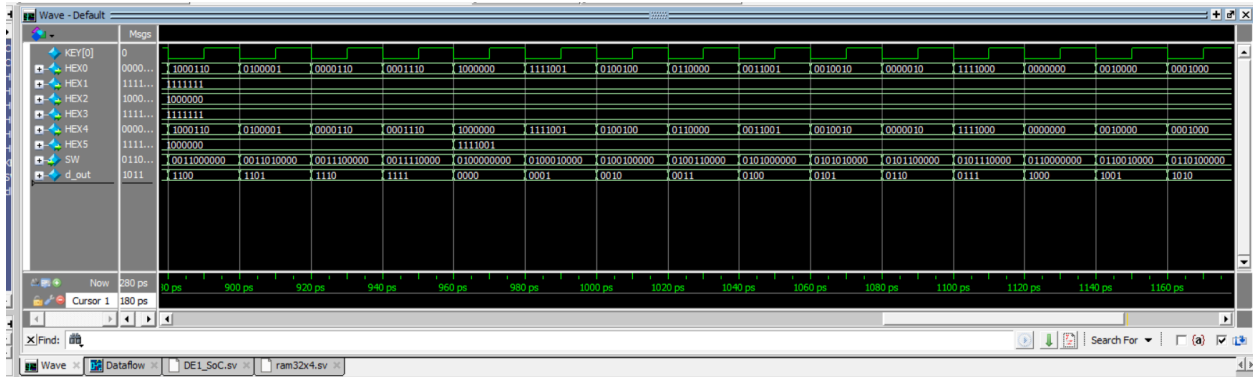 Wave - Default
Msgs
KEY[0] 0
HEX0 0000... 1000110 0100001 0000110 0001110 1000000 1111001 0100100 0110000 0011001 0010010 0000010 1111000 0000000 0010000 0001000
HEX1 1111... 1111111
HEX2 1000... 1000000
HEX3 1111... 1111111
HEX4 0000... 1000110 0100001 0000110 0001110 1000000 1111001 0100100 0110000 0011001 0010010 0000010 1111000 0000000 0010000 0001000
HEX5 1111... 1000000 1111001
SW 0110... 0011000000 0011010000 0011100000 0011110000 0100000000 0100010000 0100100000 0100110000 0101000000 0101010000 0101100000 0101110000 0110000000 0110010000 0110100000
d_out 1011 1100 1101 1110 1111 0000 0001 0010 0011 0100 0101 0110 0111 1000 1001 1010
Now 280 ps 900 ps 920 ps 940 ps 960 ps 980 ps 1000 ps 1020 ps 1040 ps 1060 ps 1080 ps 1100 ps 1120 ps 1140 ps 1160 ps
Cursor 1 180 ps
Find: Search For {a}
Wave Dataflow DE1_SoC.sv ram32x4.sv